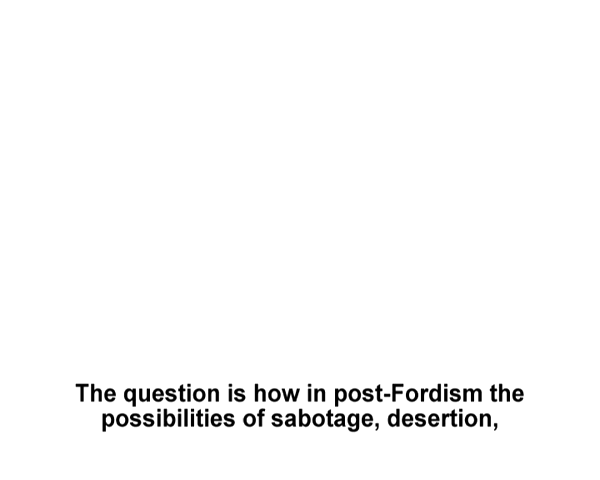 The question is how in post-Fordism the
possibilities of sabotage, desertion,